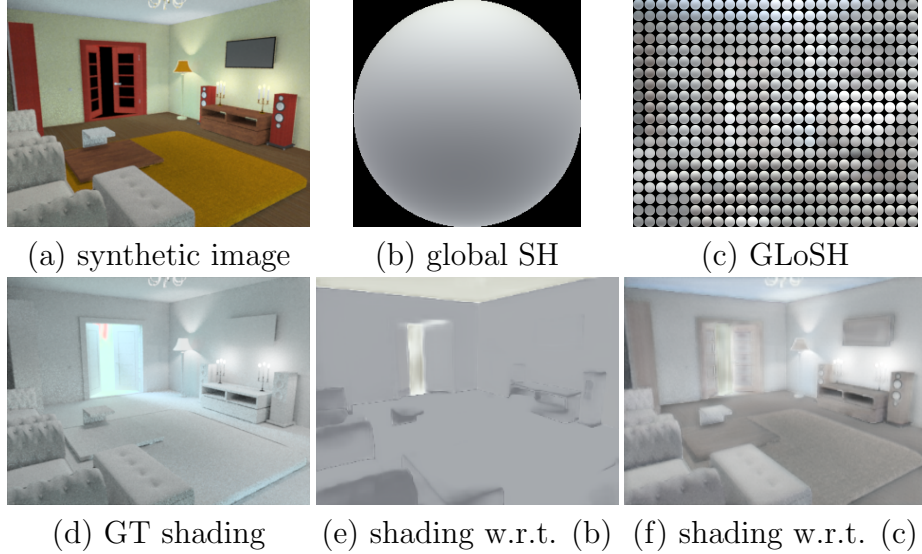 (a) synthetic image
(b) global SH
(c) GLoSH
(d) GT shading
(e) shading w.r.t. (b)
(f) shading w.r.t. (c)